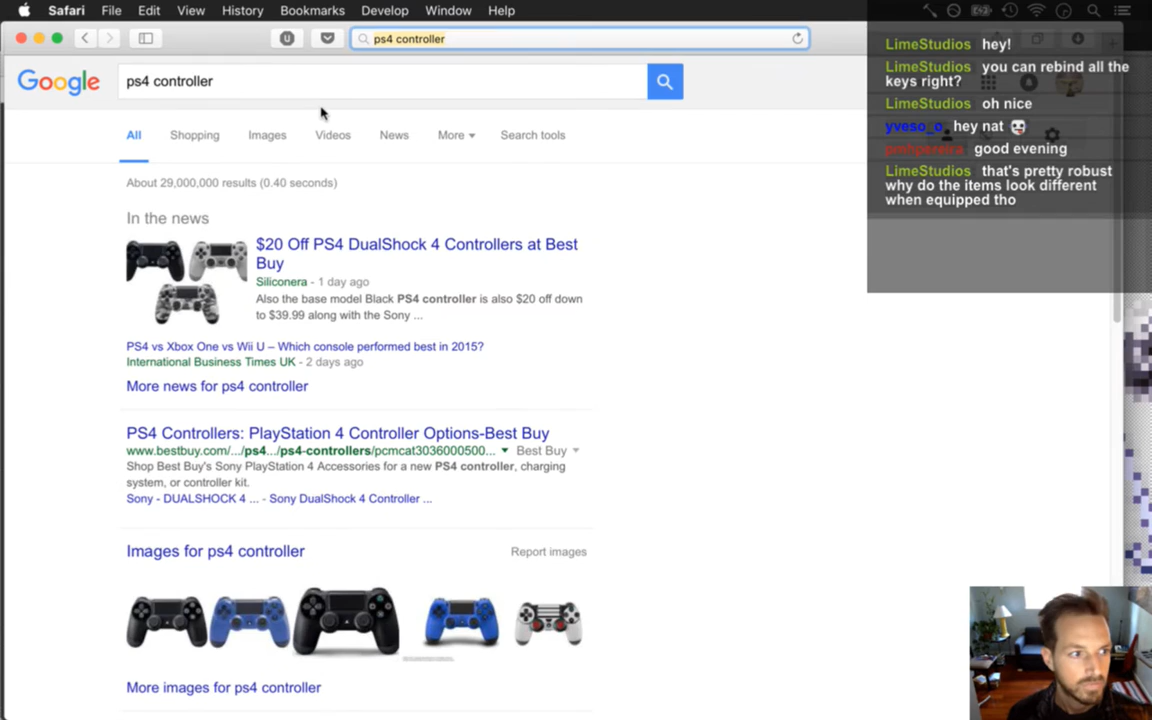 Safari File Edit View History Bookmarks Develop Window Help
ps4 controller
Google ps4 controller
All Shopping Images Videos News More Search tools
About 29,000,000 results (0.40 seconds)
In the news
$20 Off PS4 DualShock 4 Controllers at Best
Buy
Siliconera - 1 day ago
Also the base model Black PS4 controller is also $20 off down
to $39.99 along with the Sony ...
PS4 vs Xbox One vs Wii U – Which console performed best in 2015?
International Business Times UK - 2 days ago
More news for ps4 controller
PS4 Controllers: PlayStation 4 Controller Options-Best Buy
www.bestbuy.com/.../ps4.../ps4-controllers/pcmcat3036000500... Best Buy
Shop Best Buy's Sony PlayStation 4 Accessories for a new PS4 controller, charging
system, or controller kit.
Sony - DUALSHOCK 4 ... - Sony DualShock 4 Controller ...
Images for ps4 controller Report images
More images for ps4 controller
LimeStudios hey!
LimeStudios you can rebind all the
keys right?
LimeStudios oh nice
yveso_o hey nat
pmhpereira good evening
LimeStudios that's pretty robust
why do the items look different
when equipped tho